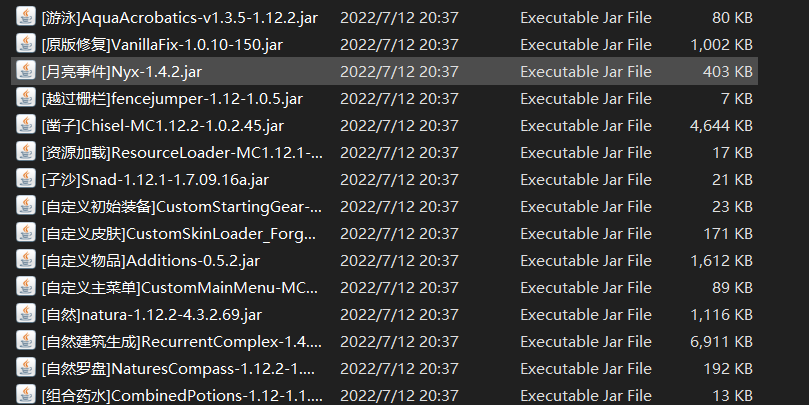 [游泳]AquaAcrobatics-v1.3.5-1.12.2.jar 2022/7/12 20:37 Executable Jar File 80 KB
[原版修复]VanillaFix-1.0.10-150.jar 2022/7/12 20:37 Executable Jar File 1,002 KB
[月亮事件]Nyx-1.4.2.jar 2022/7/12 20:37 Executable Jar File 403 KB
[越过栅栏]fencejumper-1.12-1.0.5.jar 2022/7/12 20:37 Executable Jar File 7 KB
[凿子]Chisel-MC1.12.2-1.0.2.45.jar 2022/7/12 20:37 Executable Jar File 4,644 KB
[资源加载]ResourceLoader-MC1.12.1-... 2022/7/12 20:37 Executable Jar File 17 KB
[子沙]Snad-1.12.1-1.7.09.16a.jar 2022/7/12 20:37 Executable Jar File 21 KB
[自定义初始装备]CustomStartingGear-... 2022/7/12 20:37 Executable Jar File 23 KB
[自定义皮肤]CustomSkinLoader_Forg... 2022/7/12 20:37 Executable Jar File 171 KB
[自定义物品]Additions-0.5.2.jar 2022/7/12 20:37 Executable Jar File 1,612 KB
[自定义主菜单]CustomMainMenu-MC... 2022/7/12 20:37 Executable Jar File 89 KB
[自然]natura-1.12.2-4.3.2.69.jar 2022/7/12 20:37 Executable Jar File 1,116 KB
[自然建筑生成]RecurrentComplex-1.4.... 2022/7/12 20:37 Executable Jar File 6,911 KB
[自然罗盘]NaturesCompass-1.12.2-1.... 2022/7/12 20:37 Executable Jar File 192 KB
[组合药水]CombinedPotions-1.12-1.1.... 2022/7/12 20:37 Executable Jar File 13 KB